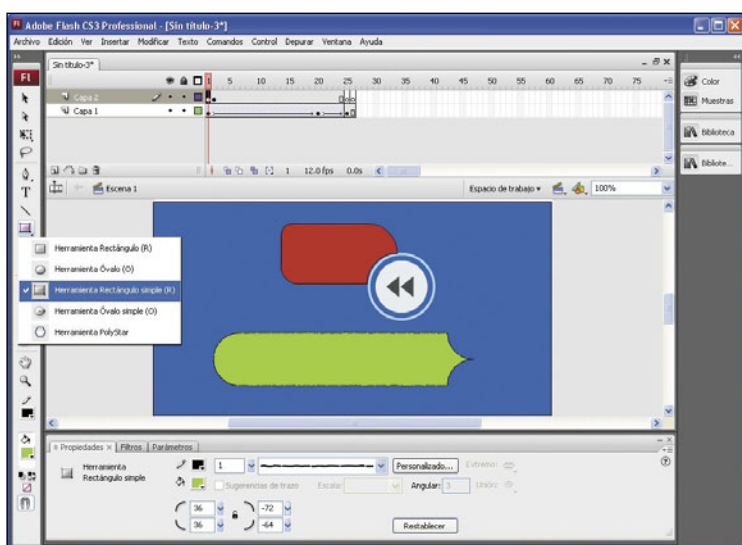 Adobe Flash CS3 Professional - [Sin título-3*]
Archivo Edición Ver Insertar Modificar Texto Comandos Control Depurar Ventana Ayuda
Sin título-3*
Fl
1 5 10 15 20 25 30 35 40 45 50 55 60 65 70 75
Capa 2
Capa 1
1 12.0 fps 0.0s
Escena 1
Espacio de trabajo
100%
Color
Muestras
Biblioteca
Bibliote...
T
Herramienta Rectángulo (R)
Herramienta Óvalo (O)
Herramienta Rectángulo simple (R)
Herramienta Óvalo simple (O)
Herramienta PolyStar
Propiedades × Filtros Parámetros
Herramienta
Rectángulo simple
1
Personalizado...
Extremo:
Sugerencias de trazo
Escala:
Angular: 3
Unión:
36 -72
36 -64
Restablecer